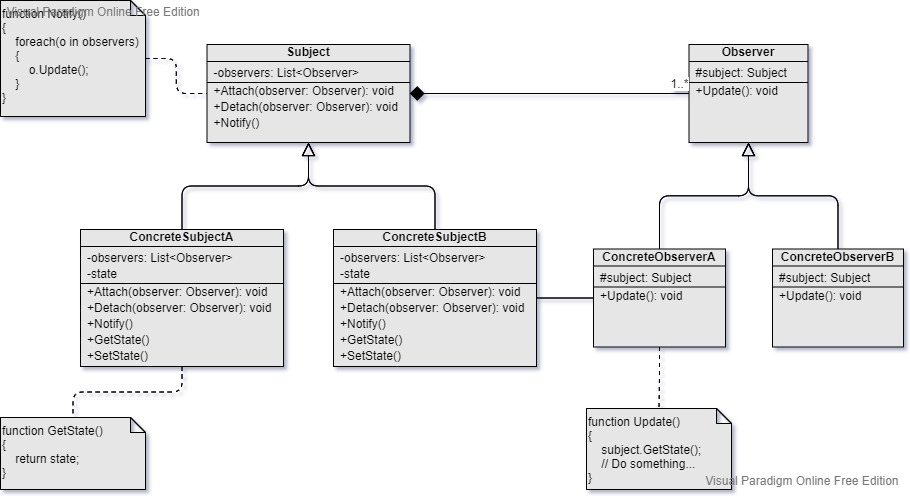 Visual Paradigm Online Free Edition
function Notify()
{
foreach(o in observers)
{
o.Update();
}
}
Subject
-observers: List<Observer>
+Attach(observer: Observer): void
+Detach(observer: Observer): void
+Notify()
1..*
Observer
#subject: Subject
+Update(): void
ConcreteSubjectA
-observers: List<Observer>
-state
+Attach(observer: Observer): void
+Detach(observer: Observer): void
+Notify()
+GetState()
+SetState()
ConcreteSubjectB
-observers: List<Observer>
-state
+Attach(observer: Observer): void
+Detach(observer: Observer): void
+Notify()
+GetState()
+SetState()
ConcreteObserverA
#subject: Subject
+Update(): void
ConcreteObserverB
#subject: Subject
+Update(): void
function GetState()
{
return state;
}
function Update()
{
subject.GetState();
// Do something...
}
Visual Paradigm Online Free Edition